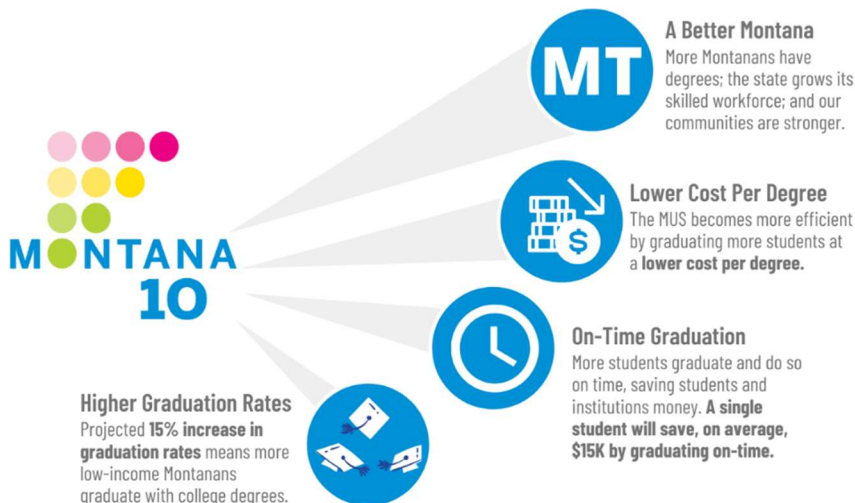 A Better Montana
More Montanans have
degrees; the state grows its
skilled workforce; and our
communities are stronger.
MT
Lower Cost Per Degree
The MUS becomes more efficient
by graduating more students at
a lower cost per degree.
$
MONTANA
10
On-Time Graduation
More students graduate and do so
on time, saving students and
institutions money. A single
student will save, on average,
$15K by graduating on-time.
Higher Graduation Rates
Projected 15% increase in
graduation rates means more
low-income Montanans
graduate with college degrees.